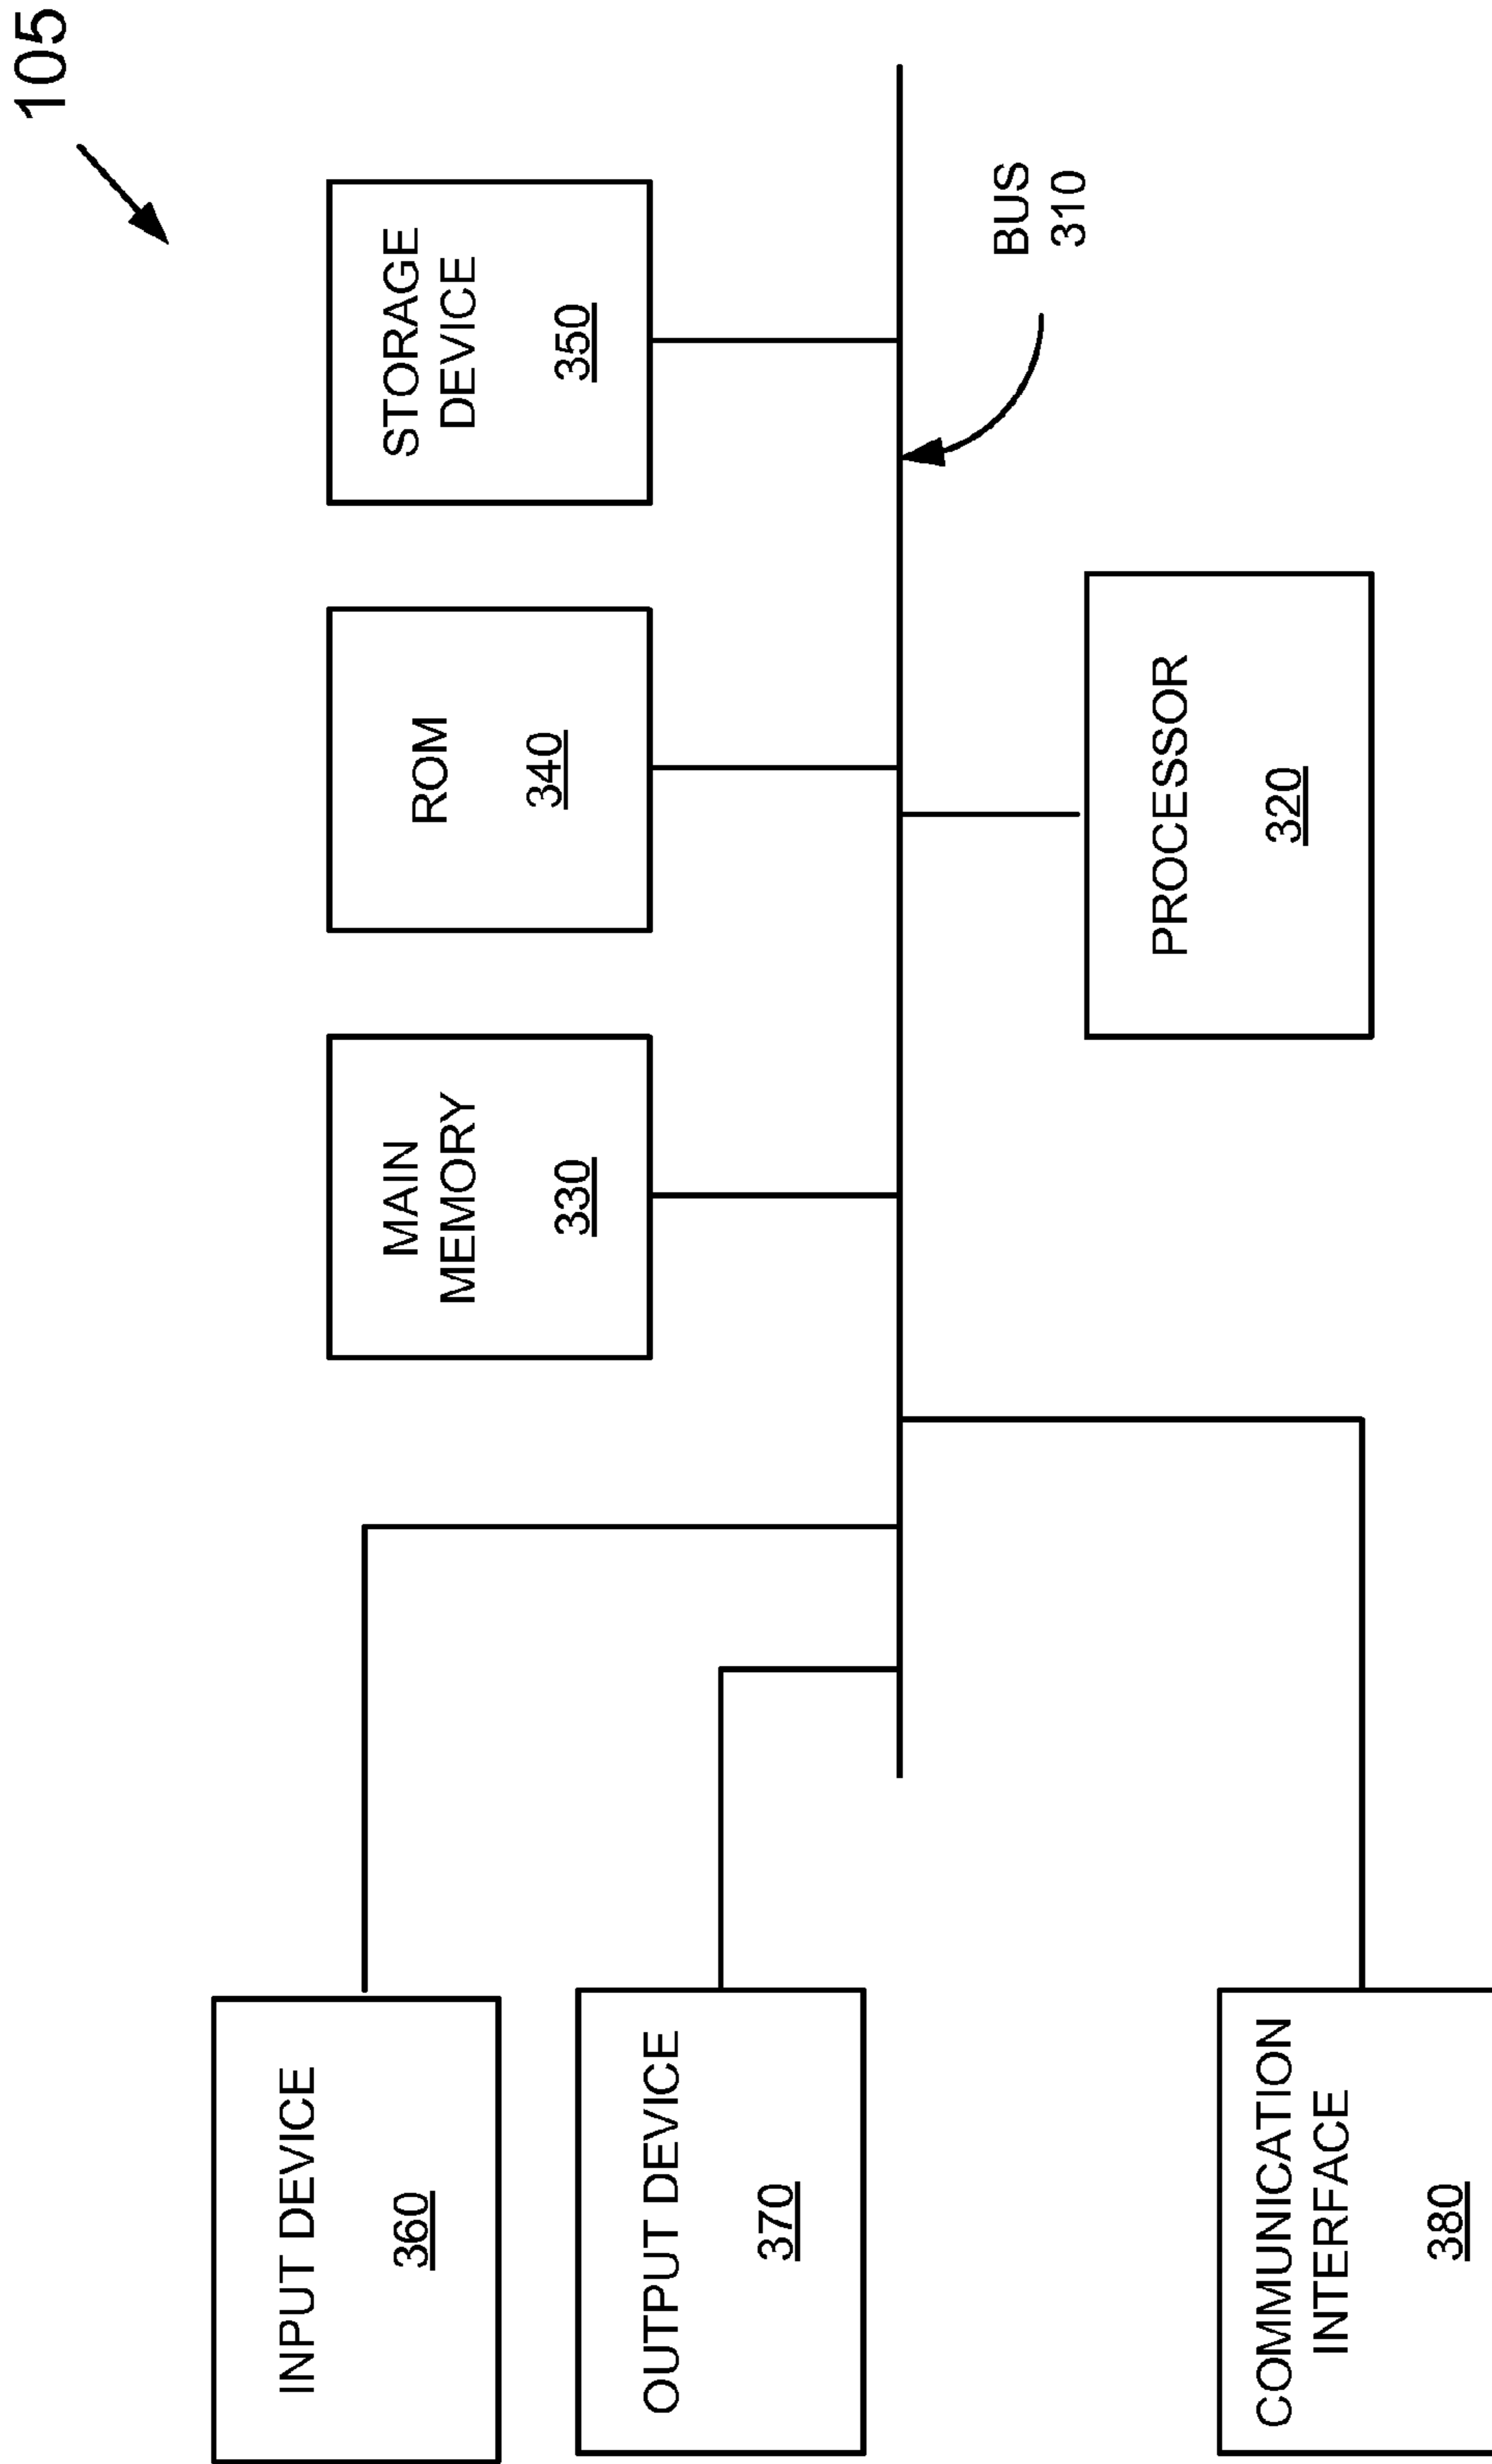 105
INPUT DEVICE
360
MAIN
MEMORY
330
ROM
340
STORAGE
DEVICE
350
OUTPUT DEVICE
370
BUS
310
PROCESSOR
320
COMMUNICATION
INTERFACE
380